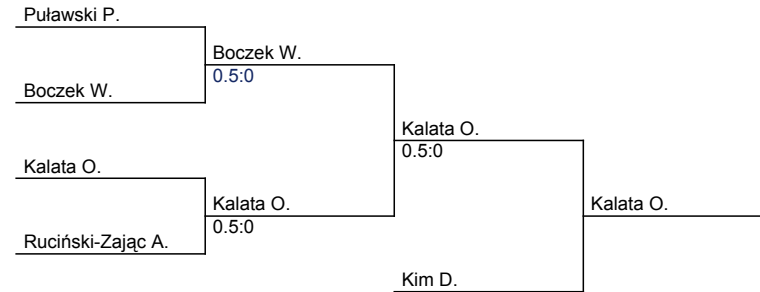 Puławski P.
Boczek W.
0.5:0
Boczek W.
Kalata O.
0.5:0
Kalata O.
Kalata O.
0.5:0
Kalata O.
Ruciński-Zając A.
Kim D.